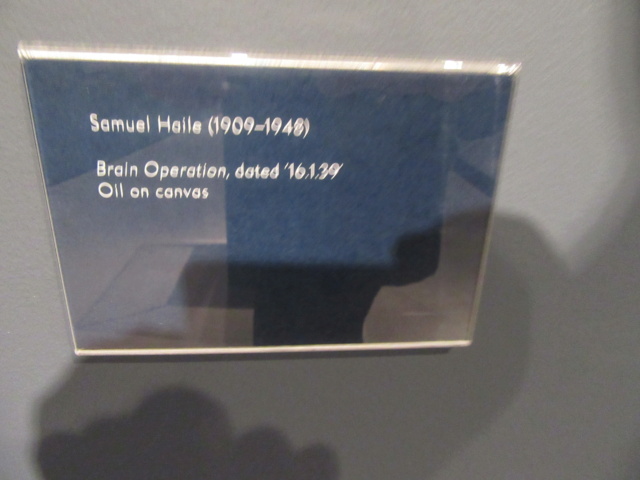 Samuel Haile (1909–1948)
Brain Operation, dated '16.1.39'
Oil on canvas